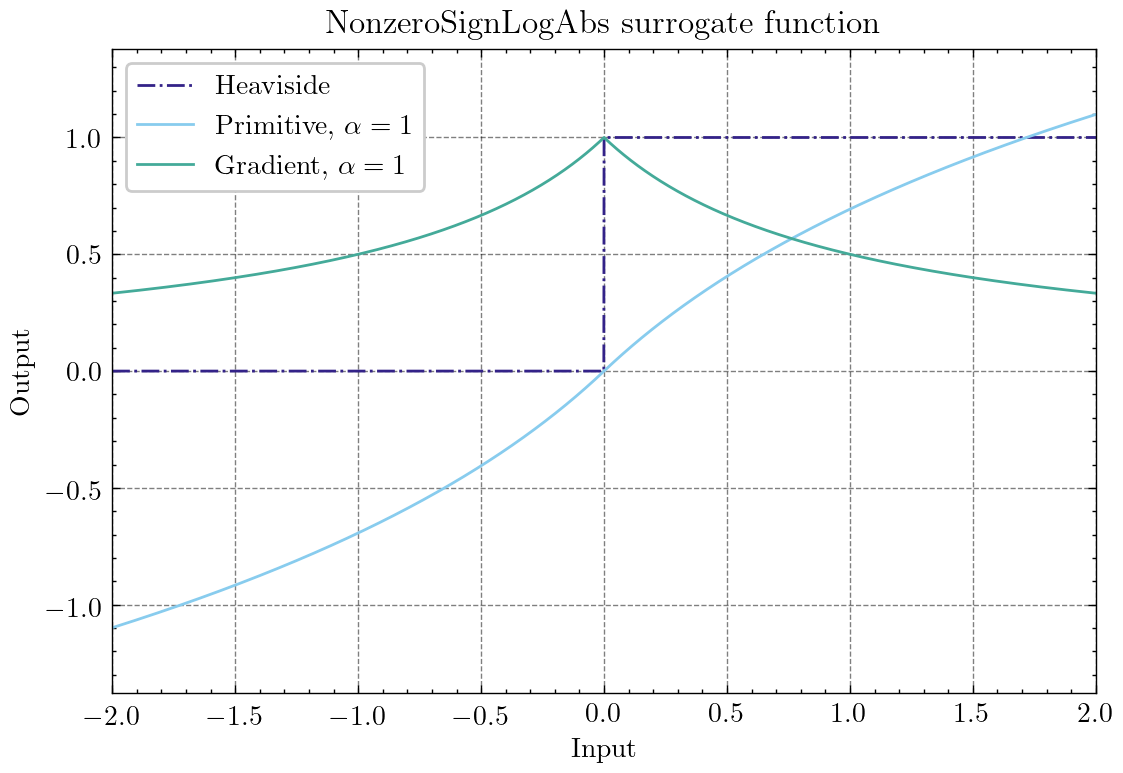 NonzeroSignLogAbs surrogate function
Heaviside
Primitive, α = 1
Gradient, α = 1
1.0
0.5
0.0
−0.5
−1.0
Output
−2.0 −1.5 −1.0 −0.5 0.0 0.5 1.0 1.5 2.0
Input